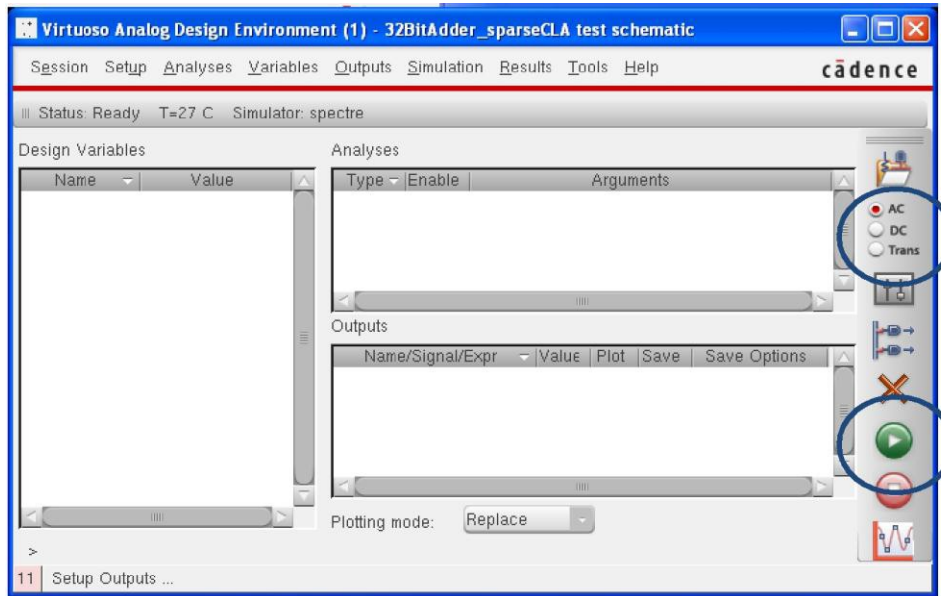 Virtuoso Analog Design Environment (1) - 32BitAdder_sparseCLA test schematic
Session Setup Analyses Variables Outputs Simulation Results Tools Help
cādence
Status: Ready T=27 C Simulator: spectre
Design Variables
Name Value
Analyses
Type Enable Arguments
AC
DC
Trans
Outputs
Name/Signal/Expr Value Plot Save Save Options
Plotting mode: Replace
>
11 Setup Outputs ...